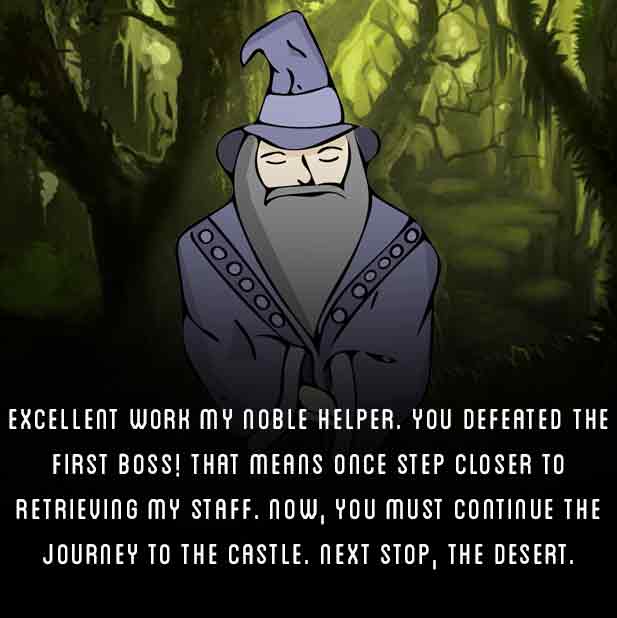 EXCELLENT WORK MY NOBLE HELPER. YOU DEFEATED THE
FIRST BOSS! THAT MEANS ONCE STEP CLOSER TO
RETRIEVING MY STAFF. NOW, YOU MUST CONTINUE THE
JOURNEY TO THE CASTLE. NEXT STOP, THE DESERT.